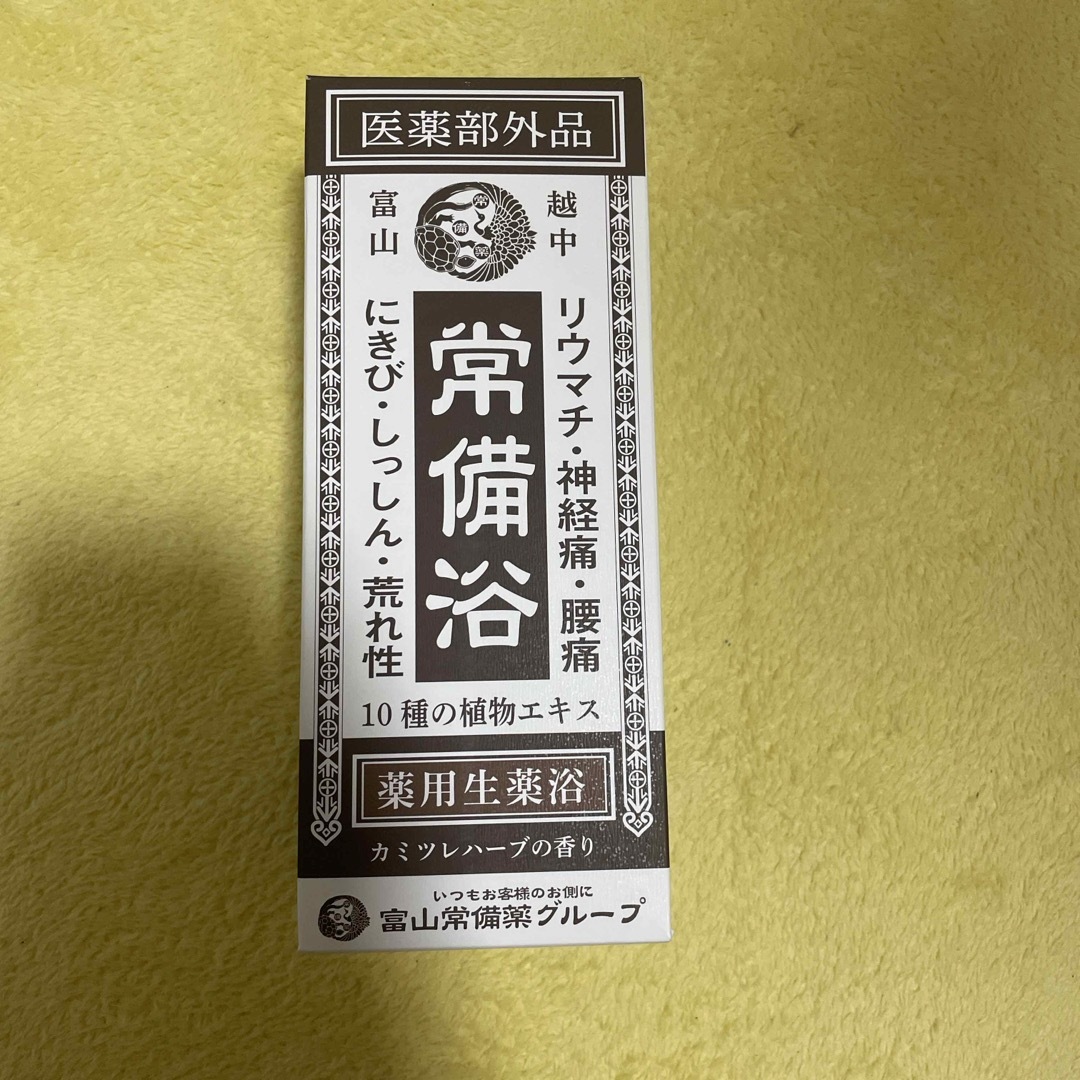 医薬部外品
越中
富山
常
備
薬
リウマチ・神経痛・腰痛
常備浴
にきび・しっしん・荒れ性
10種の植物エキス
薬用生薬浴
カミツレハーブの香り
いつもお客様のお側に
富山常備薬グループ